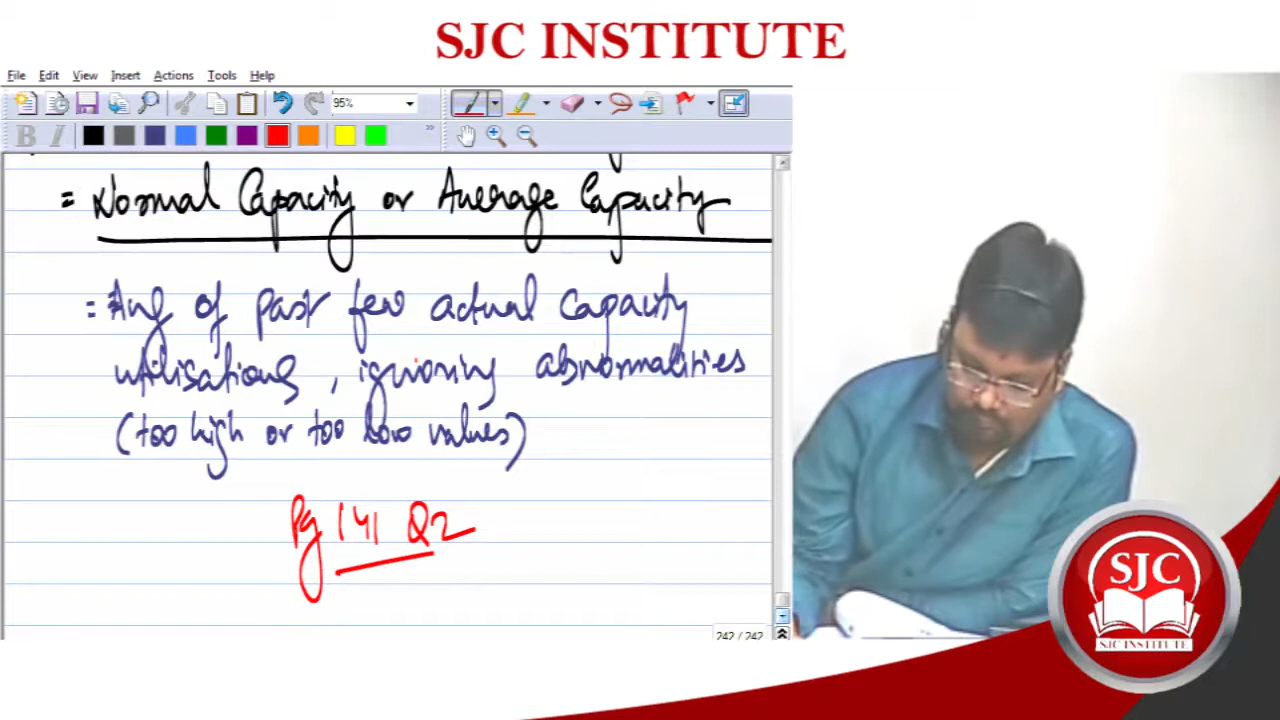 SJC INSTITUTE
File Edit View Insert Actions Tools Help
95%
B I
= Normal Capacity or Average Capacity
= Avg of past few actual capacity
utilisations, ignioring abnormalities
(too high or too low values)
Pg 141 Q2
242 / 242
SJC
SJC INSTITUTE